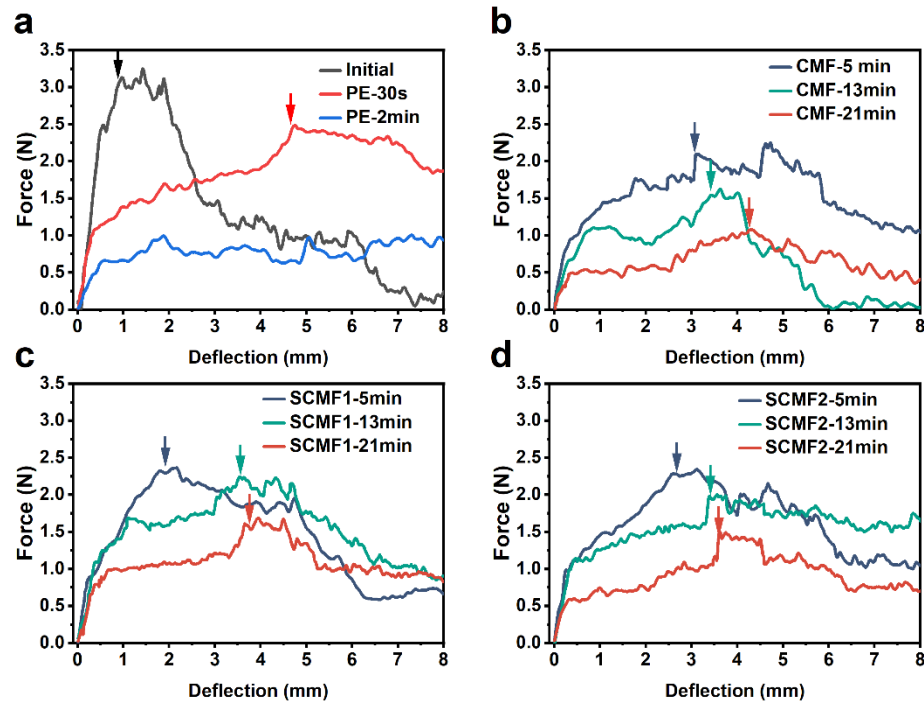 a
3.5
3.0
2.5
2.0
1.5
1.0
0.5
0.0
Force (N)
Initial
PE-30s
PE-2min
0 1 2 3 4 5 6 7 8
Deflection (mm)
b
3.5
3.0
2.5
2.0
1.5
1.0
0.5
0.0
Force (N)
CMF-5 min
CMF-13min
CMF-21min
0 1 2 3 4 5 6 7 8
Deflection (mm)
c
3.5
3.0
2.5
2.0
1.5
1.0
0.5
0.0
Force (N)
SCMF1-5min
SCMF1-13min
SCMF1-21min
0 1 2 3 4 5 6 7 8
Deflection (mm)
d
3.5
3.0
2.5
2.0
1.5
1.0
0.5
0.0
Force (N)
SCMF2-5min
SCMF2-13min
SCMF2-21min
0 1 2 3 4 5 6 7 8
Deflection (mm)